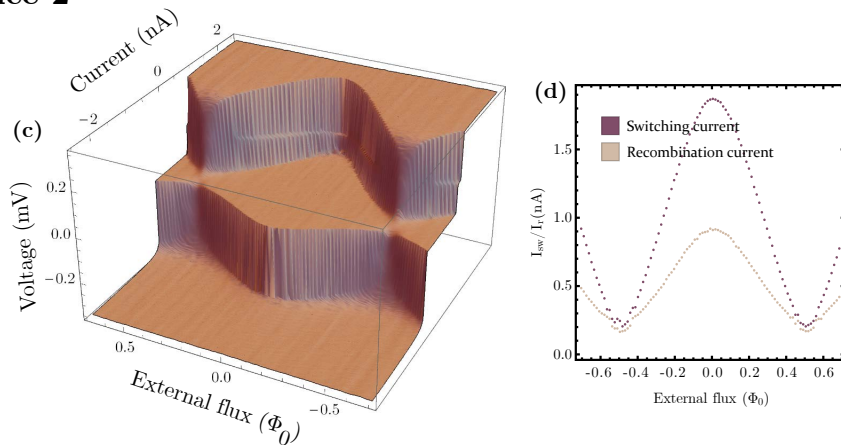 Current (nA)
2
0
−2
(c)
Voltage (mV)
0.2
0.0
−0.2
0.5
0.0
−0.5
External flux (Φ0)
(d)
Switching current
Recombination current
Isw/Ir(nA)
1.5
1.0
0.5
0.0
-0.6 -0.4 -0.2 0.0 0.2 0.4 0.6
External flux (Φ0)